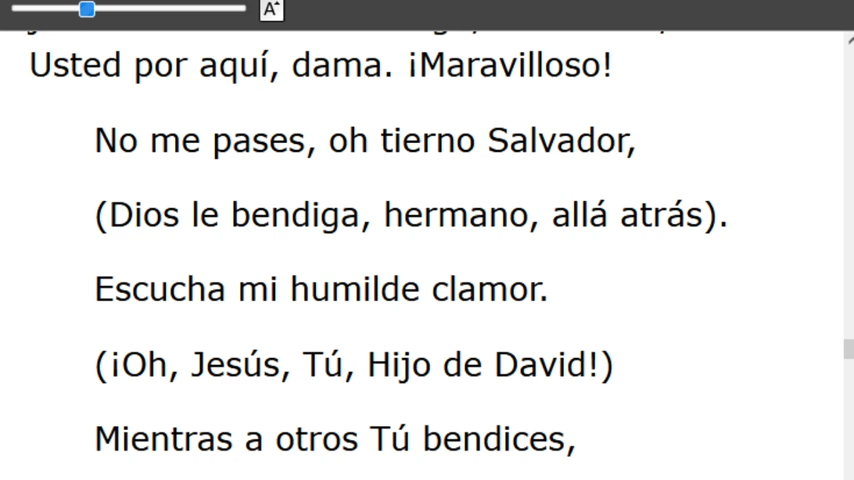 Usted por aquí, dama. ¡Maravilloso!
No me pases, oh tierno Salvador,
(Dios le bendiga, hermano, allá atrás).
Escucha mi humilde clamor.
(¡Oh, Jesús, Tú, Hijo de David!)
Mientras a otros Tú bendices,